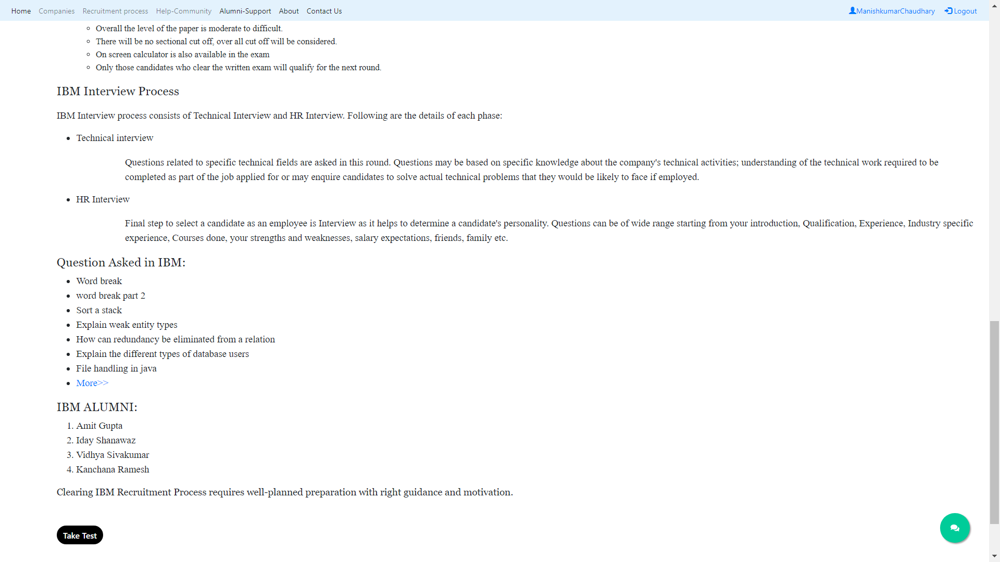 Home Companies Recruitment process Help-Community Alumni-Support About Contact Us ManishkumarChaudhary Logout
Overall the level of the paper is moderate to difficult.
There will be no sectional cut off, over all cut off will be considered.
On screen calculator is also available in the exam
Only those candidates who clear the written exam will qualify for the next round.
IBM Interview Process
IBM Interview process consists of Technical Interview and HR Interview. Following are the details of each phase:
Technical interview
Questions related to specific technical fields are asked in this round. Questions may be based on specific knowledge about the company's technical activities; understanding of the technical work required to be
completed as part of the job applied for or may enquire candidates to solve actual technical problems that they would be likely to face if employed.
HR Interview
Final step to select a candidate as an employee is Interview as it helps to determine a candidate's personality. Questions can be of wide range starting from your introduction, Qualification, Experience, Industry specific
experience, Courses done, your strengths and weaknesses, salary expectations, friends, family etc.
Question Asked in IBM:
Word break
word break part 2
Sort a stack
Explain weak entity types
How can redundancy be eliminated from a relation
Explain the different types of database users
File handling in java
More>>
IBM ALUMNI:
1. Amit Gupta
2. Iday Shanawaz
3. Vidhya Sivakumar
4. Kanchana Ramesh
Clearing IBM Recruitment Process requires well-planned preparation with right guidance and motivation.
Take Test